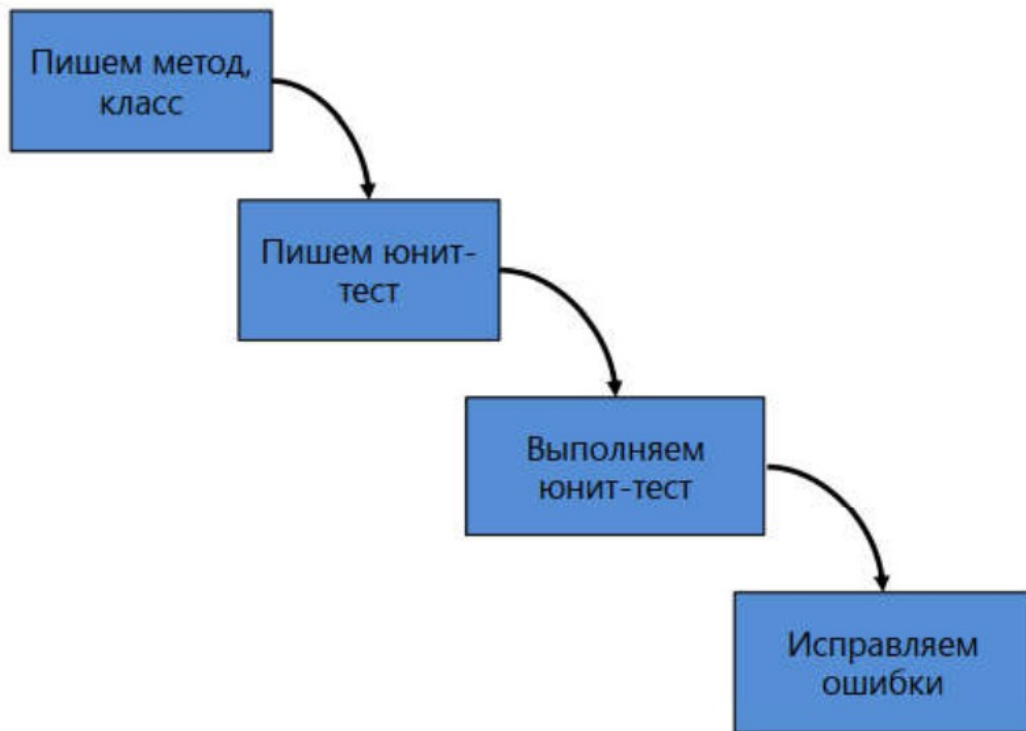 Пишем метод,
класс
Пишем юнит-
тест
Выполняем
юнит-тест
Исправляем
ошибки